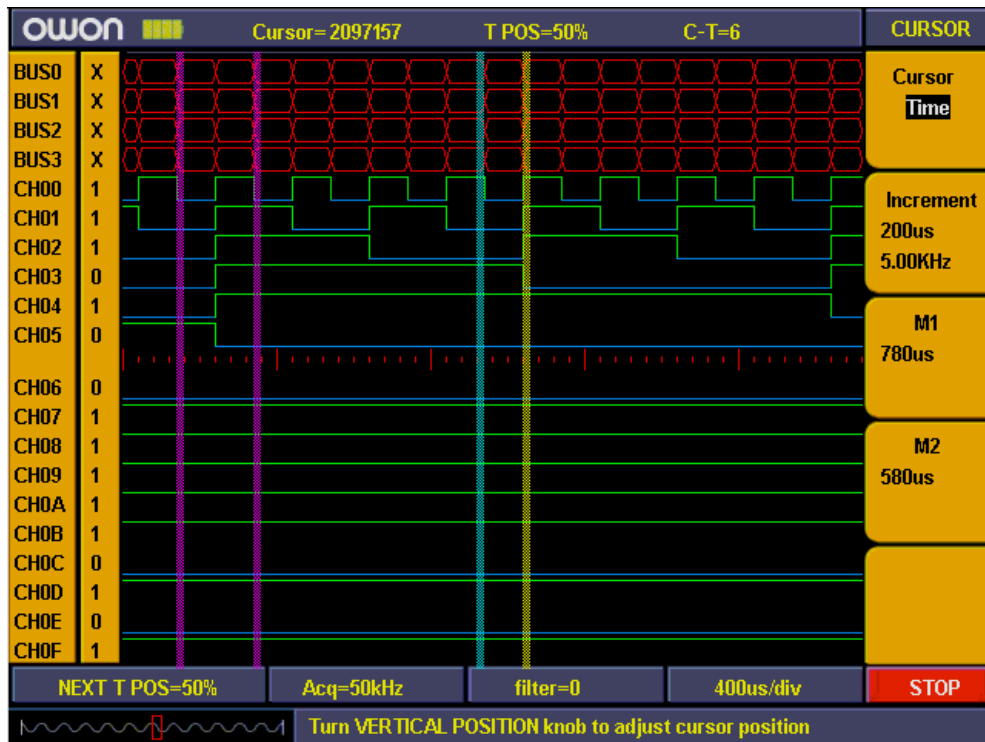 owon Cursor=2097157 T POS=50% C-T=6 CURSOR
BUS0 X
BUS1 X
BUS2 X
BUS3 X
CH00 1
CH01 1
CH02 1
CH03 0
CH04 1
CH05 0
CH06 0
CH07 1
CH08 1
CH09 1
CH0A 1
CH0B 1
CH0C 0
CH0D 1
CH0E 0
CH0F 1
Cursor
Time
Increment
200us
5.00KHz
M1
780us
M2
580us
NEXT T POS=50% Acq=50kHz filter=0 400us/div STOP
Turn VERTICAL POSITION knob to adjust cursor position